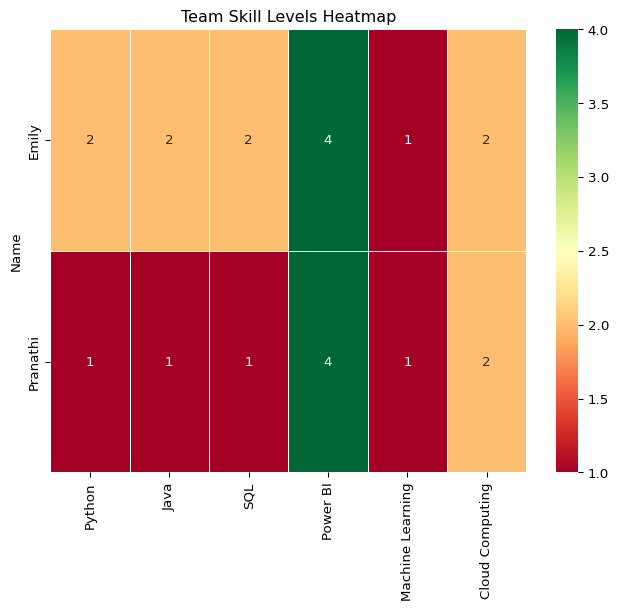 Team Skill Levels Heatmap
Name
Emily
2 2 2 4 1 2
Pranathi
1 1 1 4 1 2
Python
Java
SQL
Power BI
Machine Learning
Cloud Computing
4.0
3.5
3.0
2.5
2.0
1.5
1.0